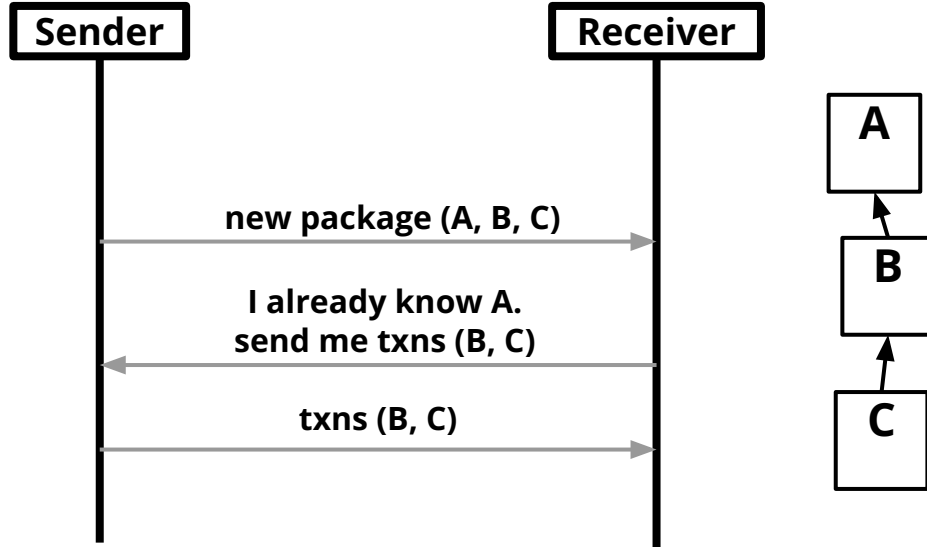 Sender
Receiver
new package (A, B, C)
I already know A.
send me txns (B, C)
txns (B, C)
A
B
C